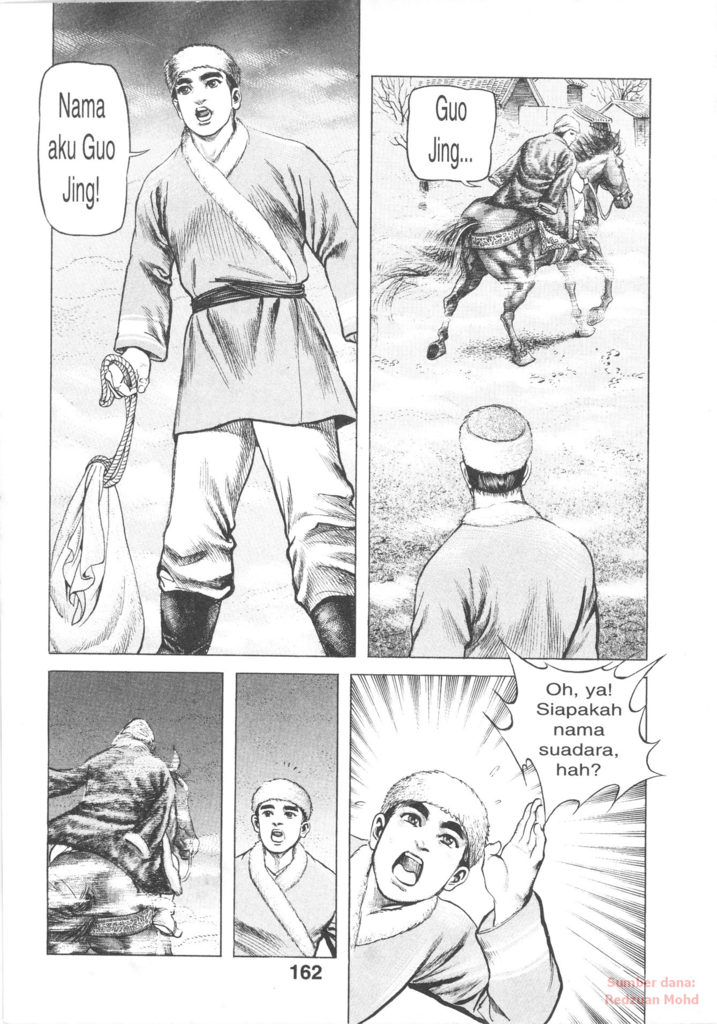 Nama
aku Guo
Jing!
Guo
Jing...
Oh, ya!
Siapakah
nama
suadara,
hah?
162
Sumber dana:
Redzuan Mohd